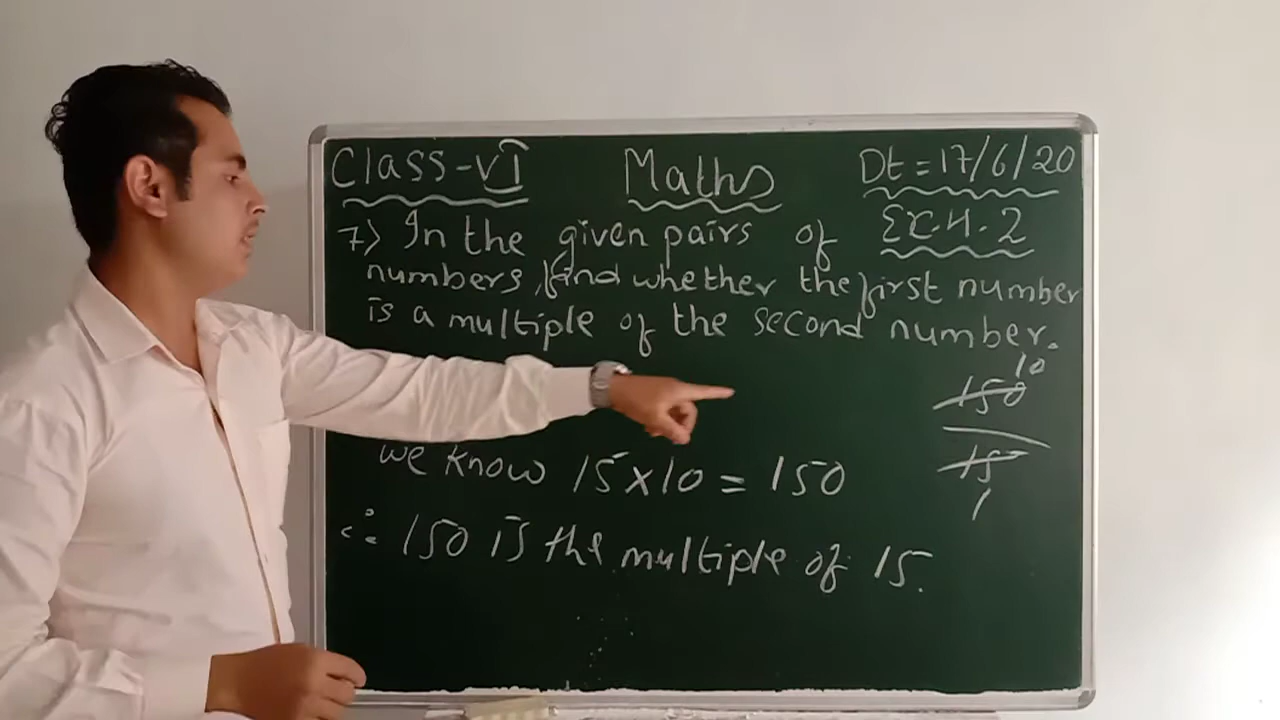 Class-VI Maths Dt = 17/6/20
EX.4.2
7) In the given pairs of
numbers, find whether the first number
is a multiple of the second number.
10
150
15
1
we know 15x10 = 150
∴ 150 is the multiple of 15.